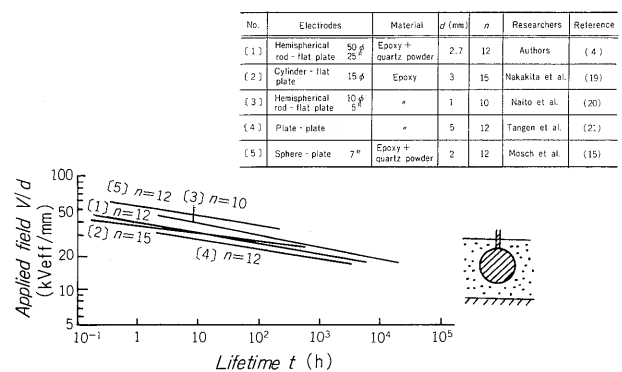 No. Electrodes Material d (mm) n Researchers Reference
〔1〕 Hemispherical rod - flat plate 50φ 25R Epoxy + quartz powder 2.7 12 Authors (4)
〔2〕 Cylinder - flat plate 15φ Epoxy 3 15 Nakakita et al. (19)
〔3〕 Hemispherical rod - flat plate 10φ 5R 〃 1 10 Naito et al. (20)
〔4〕 Plate - plate 〃 5 12 Tangen et al.
〔5〕 Sphere - plate 7R Epoxy + quartz powder 2 12 Mosch et al. (15)
Applied field V/d
(kVeff/mm)
100
50
20
10
5
〔5〕 n=12
〔3〕 n=10
〔1〕 n=12
〔2〕 n=15
〔4〕 n=12
10⁻¹ 1 10 10² 10³ 10⁴ 10⁵
Lifetime t (h)